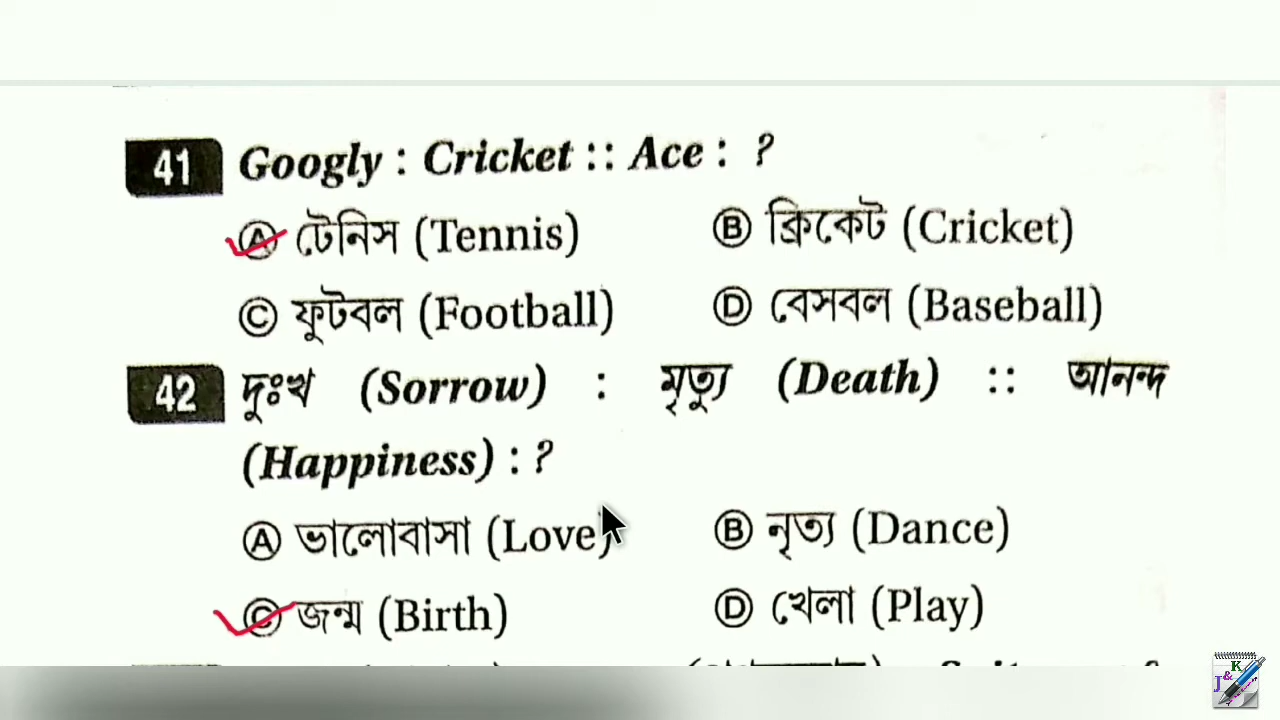 41 Googly : Cricket :: Ace : ?
Ⓐ টেনিস (Tennis) Ⓑ ক্রিকেট (Cricket)
Ⓒ ফুটবল (Football) Ⓓ বেসবল (Baseball)
42 দুঃখ (Sorrow) : মৃত্যু (Death) :: আনন্দ
(Happiness) : ?
Ⓐ ভালোবাসা (Love) Ⓑ নৃত্য (Dance)
Ⓒ জন্ম (Birth) Ⓓ খেলা (Play)
J&K